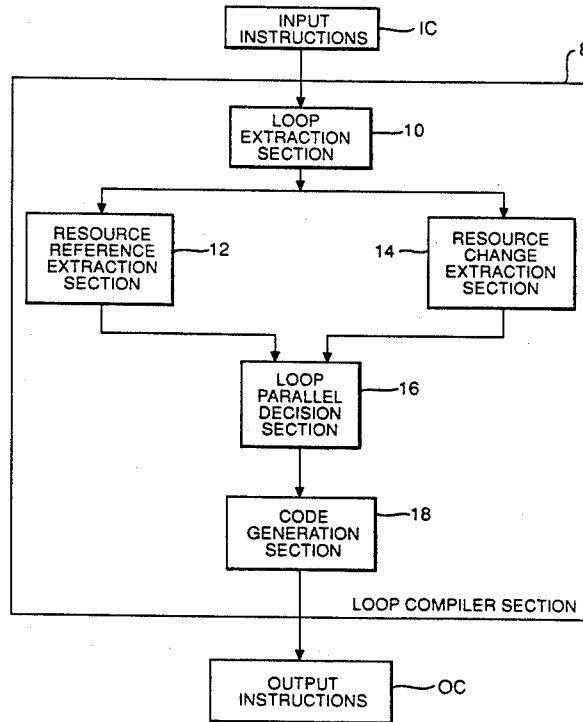 INPUT
INSTRUCTIONS
IC
8
LOOP
EXTRACTION
SECTION
10
RESOURCE
REFERENCE
EXTRACTION
SECTION
12
14
RESOURCE
CHANGE
EXTRACTION
SECTION
LOOP
PARALLEL
DECISION
SECTION
16
CODE
GENERATION
SECTION
18
LOOP COMPILER SECTION
OUTPUT
INSTRUCTIONS
OC